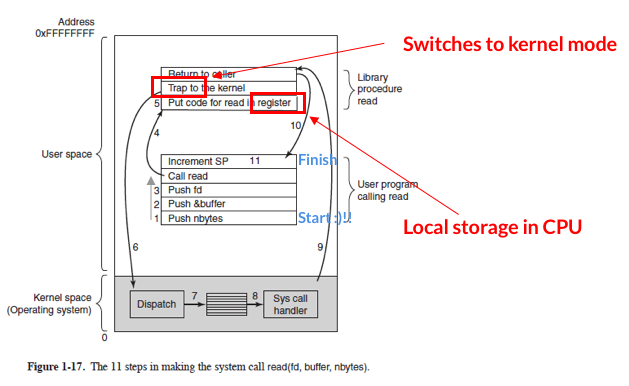 Address
0xFFFFFFFF
Switches to kernel mode
Return to caller
Trap to the kernel
5 Put code for read in register
Library
procedure
read
4
10
User space
Increment SP 11
Finish
Call read
3 Push fd
2 Push &buffer
1 Push nbytes
Start :)!!
User program
calling read
Local storage in CPU
6
9
Kernel space
(Operating system)
Dispatch
7
8
Sys call
handler
0
Figure 1-17. The 11 steps in making the system call read(fd, buffer, nbytes).